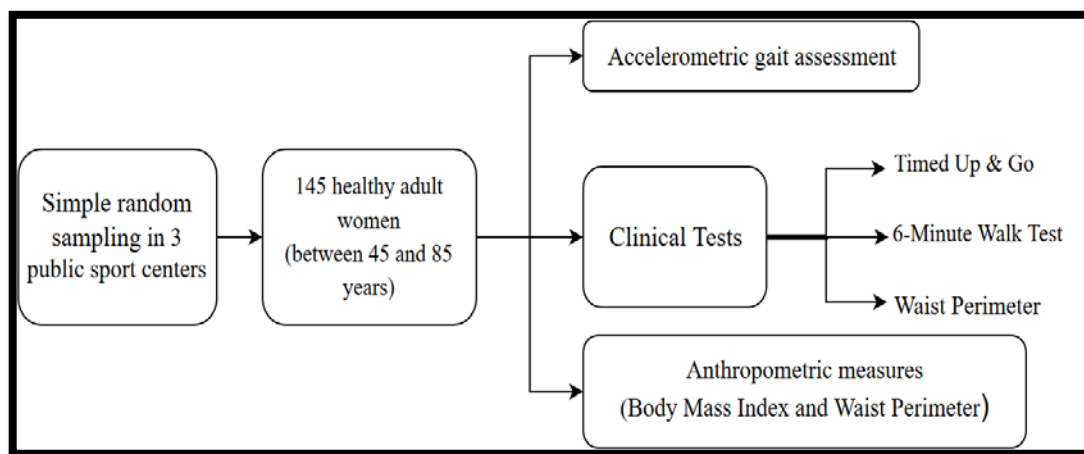 Simple random
sampling in 3
public sport centers
145 healthy adult
women
(between 45 and 85
years)
Accelerometric gait assessment
Clinical Tests
Timed Up & Go
6-Minute Walk Test
Waist Perimeter
Anthropometric measures
(Body Mass Index and Waist Perimeter)